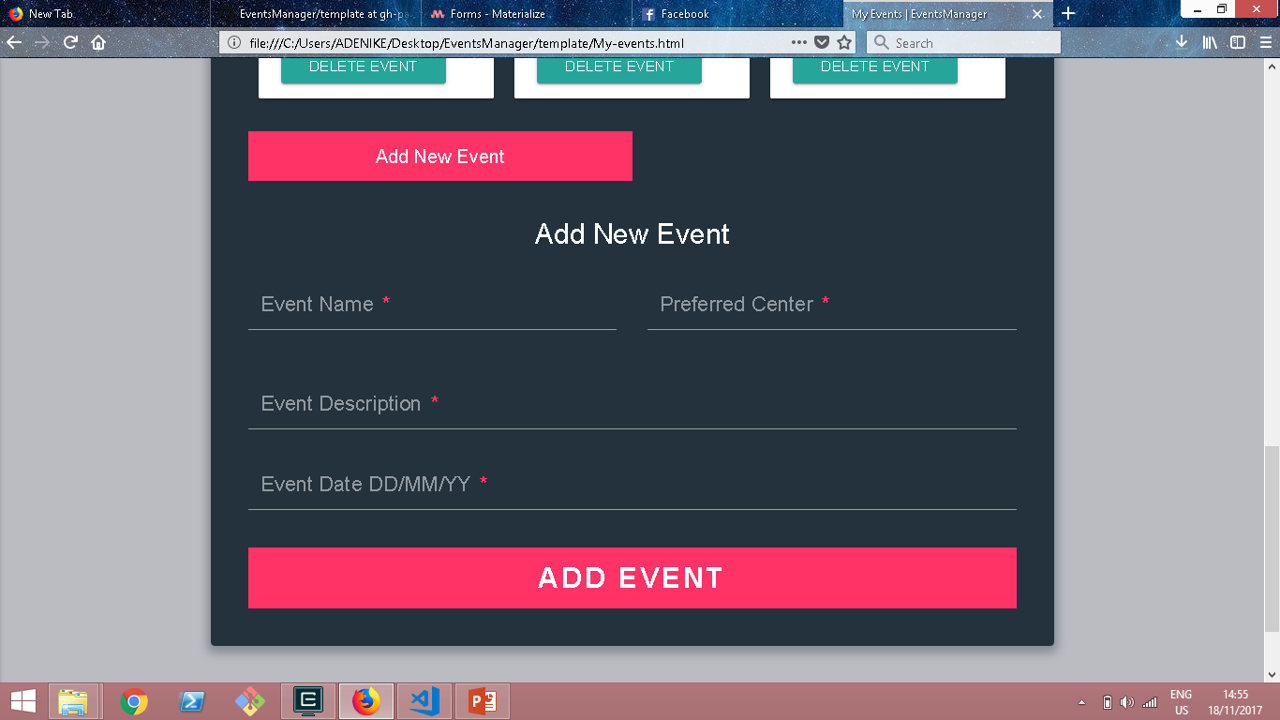 New Tab
EventsManager/template at gh-pa
Forms - Materialize
Facebook
My Events | EventsManager
file:///C:/Users/ADENIKE/Desktop/EventsManager/template/My-events.html
Search
DELETE EVENT DELETE EVENT DELETE EVENT
Add New Event
Add New Event
Event Name *
Preferred Center *
Event Description *
Event Date DD/MM/YY *
ADD EVENT
ENG 14:55
US 18/11/2017